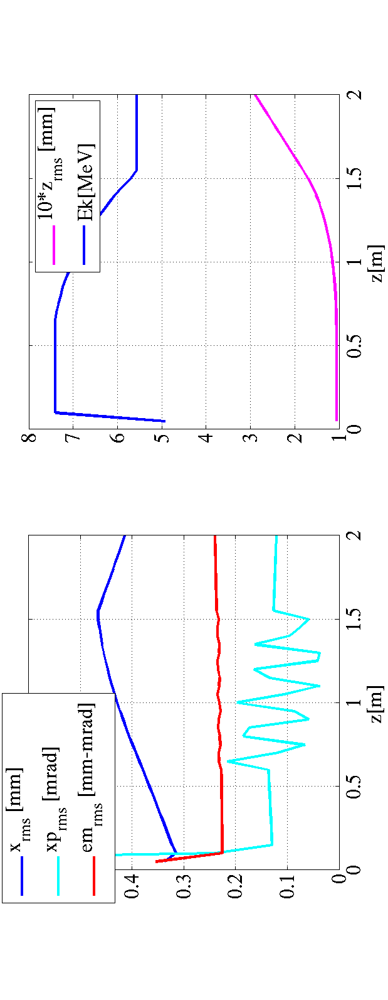 x_rms [mm]
xp_rms [mrad]
em_rms [mm-mrad]
0.4
0.3
0.2
0.1
0
0 0.5 1 1.5 2
z[m]
10*z_rms [mm]
Ek[MeV]
8
7
6
5
4
3
2
1
0 0.5 1 1.5 2
z[m]